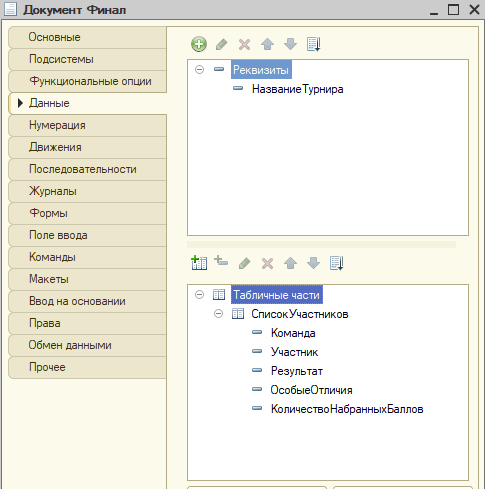 Документ Финал
Основные
Подсистемы
Функциональные опции
Данные
Нумерация
Движения
Последовательности
Журналы
Формы
Поле ввода
Команды
Макеты
Ввод на основании
Права
Обмен данными
Прочее
Реквизиты
НазваниеТурнира
Табличные части
СписокУчастников
Команда
Участник
Результат
ОсобыеОтличия
КоличествоНабранныхБаллов